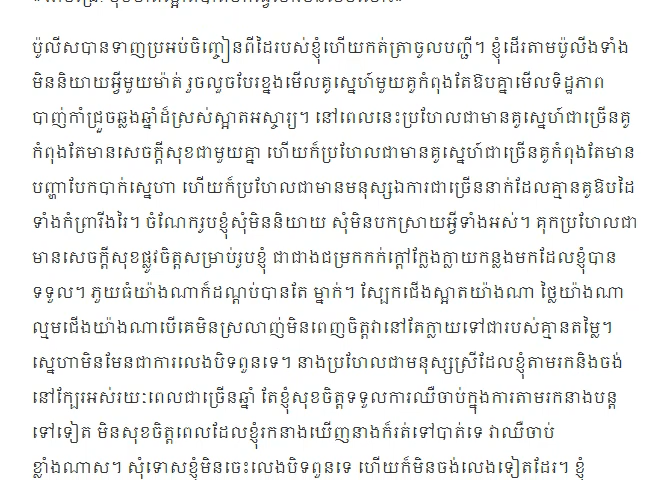 ប៉ូលីសបានទាញប្រអប់ចិញ្ចៀនពីដៃរបស់ខ្ញុំហើយកត់ត្រាចូលបញ្ជី។ ខ្ញុំដើរតាមប៉ូលីងទាំង
មិននិយាយអ្វីមួយម៉ាត់ រួចលួចបែរខ្នងមើលគូស្នេហ៍មួយគូកំពុងតែឱបគ្នាមើលទិដ្ឋភាព
បាញ់កាំជ្រួចឆ្លងឆ្នាំដ៏ស្រស់ស្អាតអស្ចារ្យ។ នៅពេលនេះប្រហែលជាមានគូស្នេហ៍ជាច្រើនគូ
កំពុងតែមានសេចក្ដីសុខជាមួយគ្នា ហើយក៏ប្រហែលជាមានគូស្នេហ៍ជាច្រើនគូកំពុងតែមាន
បញ្ហាបែកបាក់ស្នេហា ហើយក៏ប្រហែលជាមានមនុស្សឯការជាច្រើននាក់ដែលគ្មានគូឱបដៃ
ទាំងកំព្រារីងរៃ។ ចំណែករូបខ្ញុំសុំមិននិយាយ សុំមិនបកស្រាយអ្វីទាំងអស់។ គុកប្រហែលជា
មានសេចក្ដីសុខផ្លូវចិត្តសម្រាប់រូបខ្ញុំ ជាជាងជម្រកកក់ក្ដៅក្លែងក្លាយកន្លងមកដែលខ្ញុំបាន
ទទួល។ ភួយធំយ៉ាងណាក៏ដណ្ដប់បានតែ ម្នាក់។ ស្បែកជើងស្អាតយ៉ាងណា ថ្លៃយ៉ាងណា
ល្មមជើងយ៉ាងណាបើគេមិនស្រលាញ់មិនពេញចិត្តវានៅតែក្លាយទៅជារបស់គ្មានតម្លៃ។
ស្នេហាមិនមែនជាការលេងបិទពួនទេ។ នាងប្រហែលជាមនុស្សស្រីដែលខ្ញុំតាមរកនិងចង់
នៅក្បែរអស់រយៈពេលជាច្រើនឆ្នាំ តែខ្ញុំសុខចិត្តទទួលការឈឺចាប់ក្នុងការតាមរកនាងបន្ត
ទៅទៀត មិនសុខចិត្តពេលដែលខ្ញុំរកនាងឃើញនាងក៏រត់ទៅបាត់ទេ វាឈឺចាប់
ខ្លាំងណាស។ សុំទោសខ្ញុំមិនចេះលេងបិទពួនទេ ហើយក៏មិនចង់លេងទៀតដែរ។ ខ្ញុំ